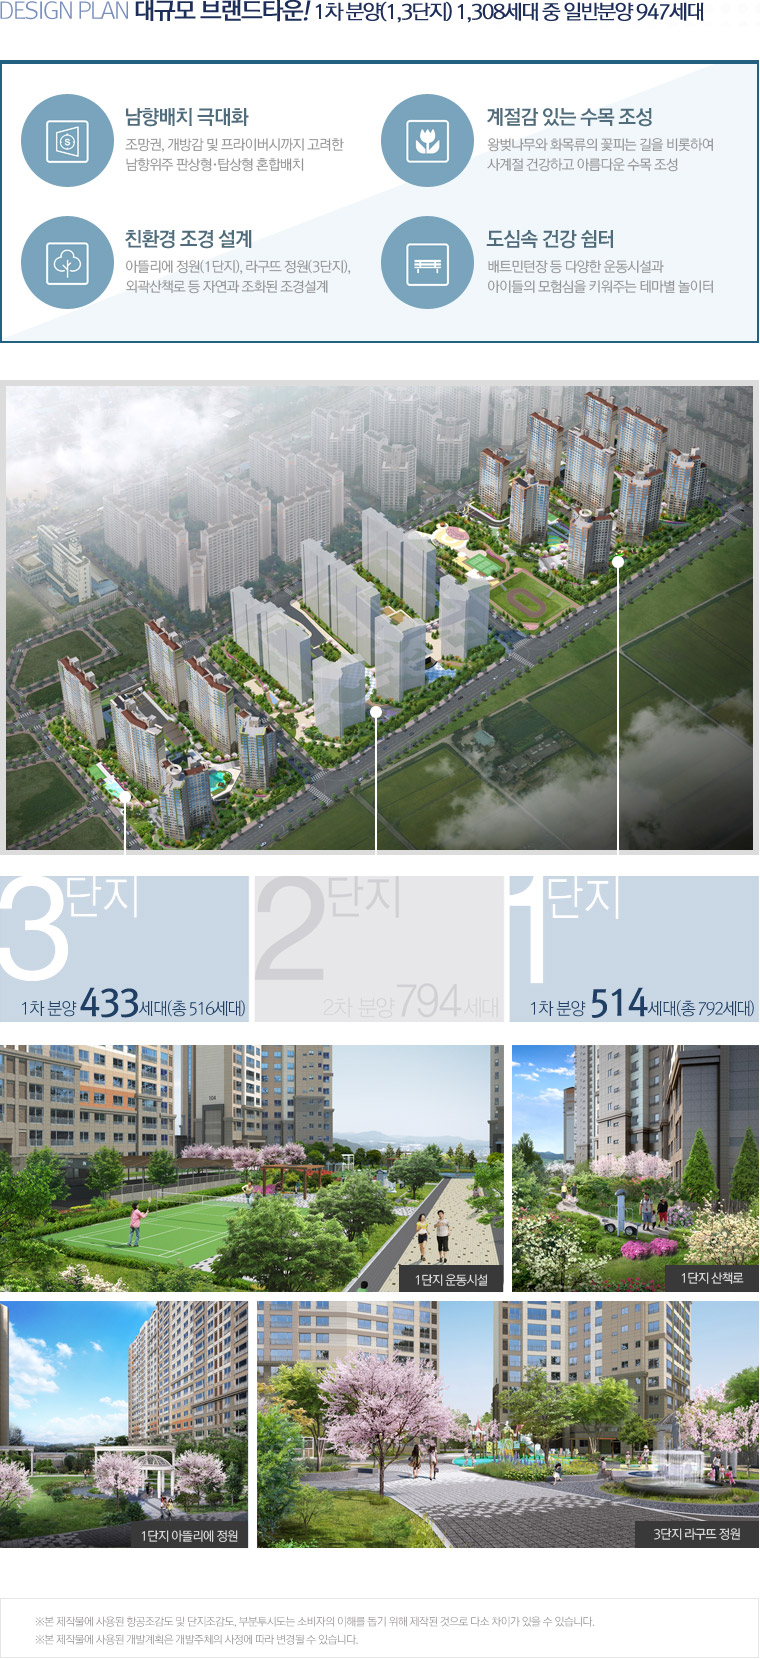 DESIGN PLAN 대규모 브랜드타운! 1차 분양(1,3단지) 1,308세대 중 일반분양 947세대
남향배치 극대화
조망권, 개방감 및 프라이버시까지 고려한
남향위주 판상형·탑상형 혼합배치
계절감 있는 수목 조성
왕벚나무와 화목류의 꽃피는 길을 비롯하여
사계절 건강하고 아름다운 수목 조성
친환경 조경 설계
아뜰리에 정원(1단지), 라구뜨 정원(3단지),
외곽산책로 등 자연과 조화된 조경설계
도심속 건강 쉼터
배트민턴장 등 다양한 운동시설과
아이들의 모험심을 키워주는 테마별 놀이터
3단지
1차 분양 433세대(총 516세대)
2단지
2차 분양 794세대
1단지
1차 분양 514세대(총 792세대)
104
1단지 운동시설
1단지 산책로
1단지 아뜰리에 정원
3단지 라구뜨 정원
※본 제작물에 사용된 항공조감도 및 단지조감도, 부분투시도는 소비자의 이해를 돕기 위해 제작된 것으로 다소 차이가 있을 수 있습니다.
※본 제작물에 사용된 개발계획은 개발주체의 사정에 따라 변경될 수 있습니다.